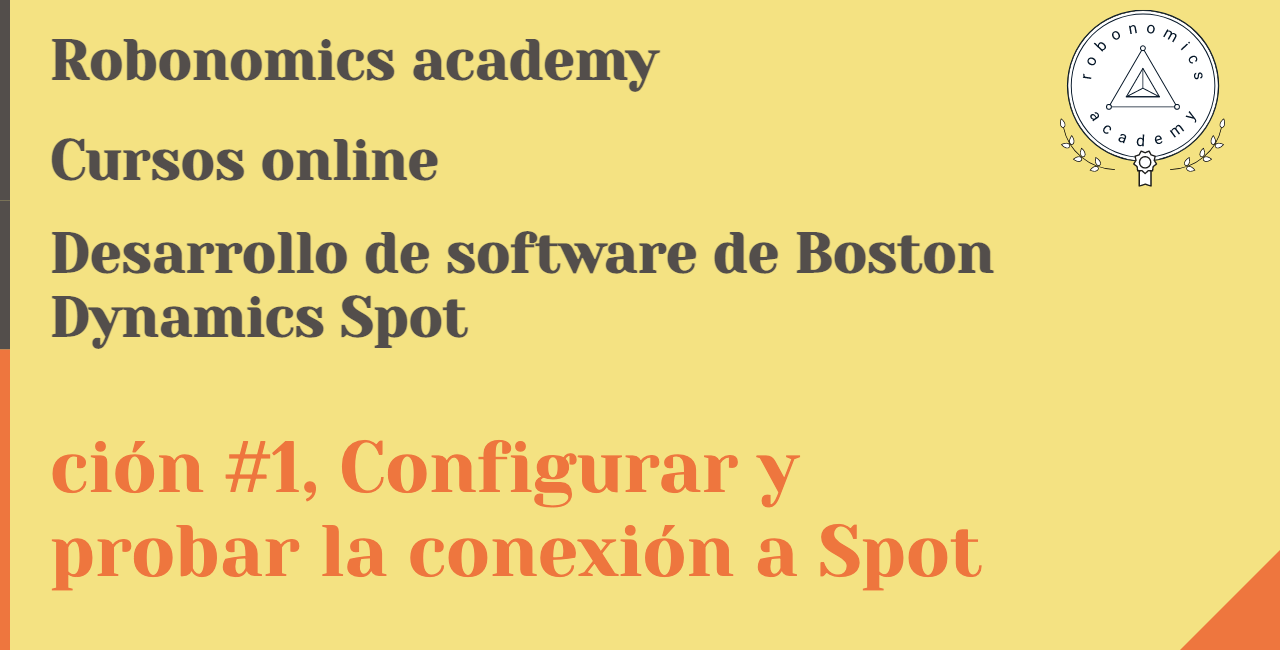 Robonomics academy
robonomics
academy
Cursos online
Desarrollo de software de Boston
Dynamics Spot
ción #1, Configurar y
probar la conexión a Spot